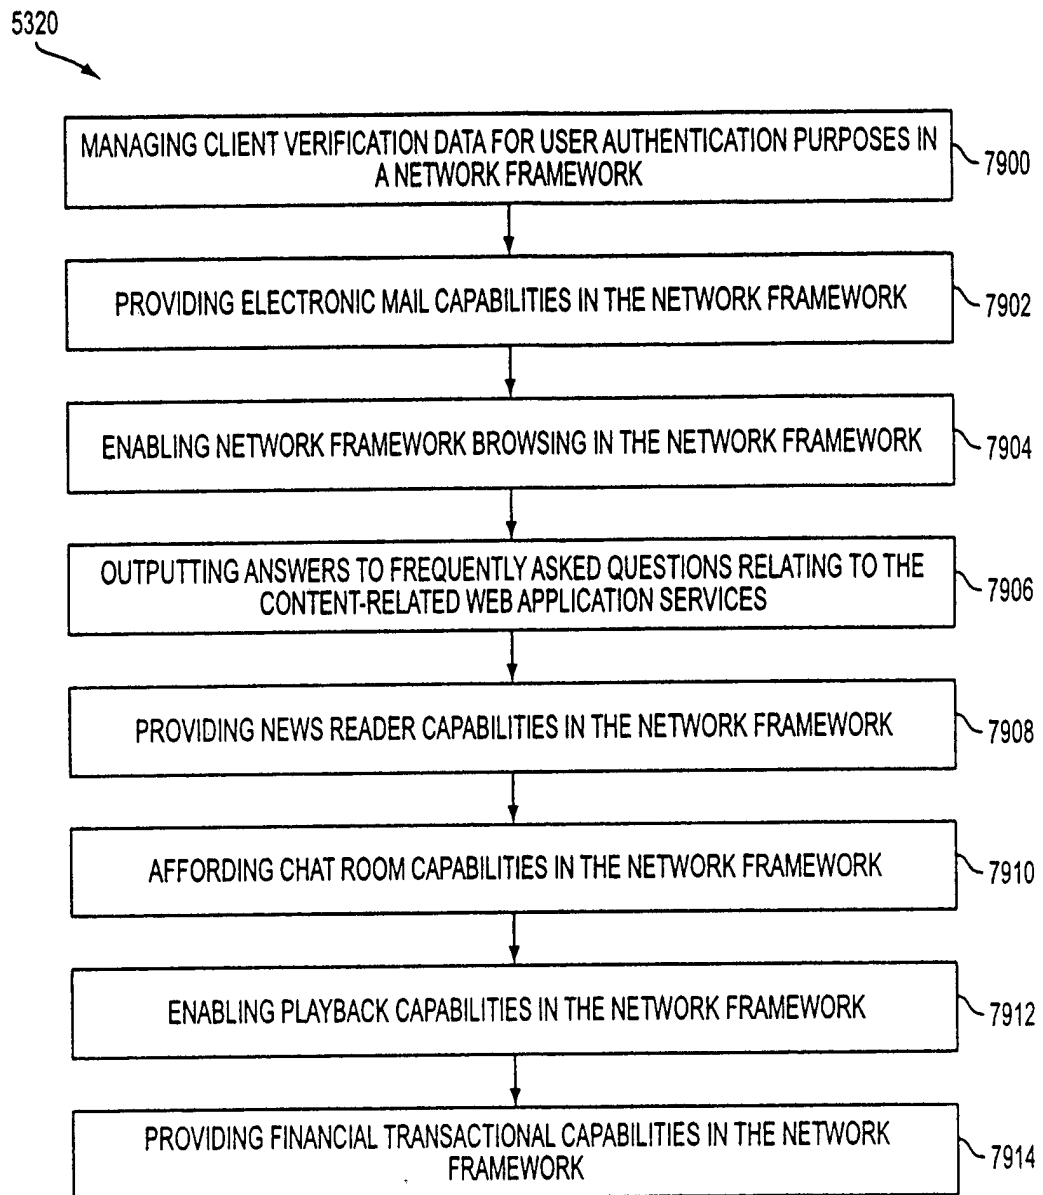 5320
MANAGING CLIENT VERIFICATION DATA FOR USER AUTHENTICATION PURPOSES IN
A NETWORK FRAMEWORK
7900
PROVIDING ELECTRONIC MAIL CAPABILITIES IN THE NETWORK FRAMEWORK
7902
ENABLING NETWORK FRAMEWORK BROWSING IN THE NETWORK FRAMEWORK
7904
OUTPUTTING ANSWERS TO FREQUENTLY ASKED QUESTIONS RELATING TO THE
CONTENT-RELATED WEB APPLICATION SERVICES
7906
PROVIDING NEWS READER CAPABILITIES IN THE NETWORK FRAMEWORK
7908
AFFORDING CHAT ROOM CAPABILITIES IN THE NETWORK FRAMEWORK
7910
ENABLING PLAYBACK CAPABILITIES IN THE NETWORK FRAMEWORK
7912
PROVIDING FINANCIAL TRANSACTIONAL CAPABILITIES IN THE NETWORK
FRAMEWORK
7914